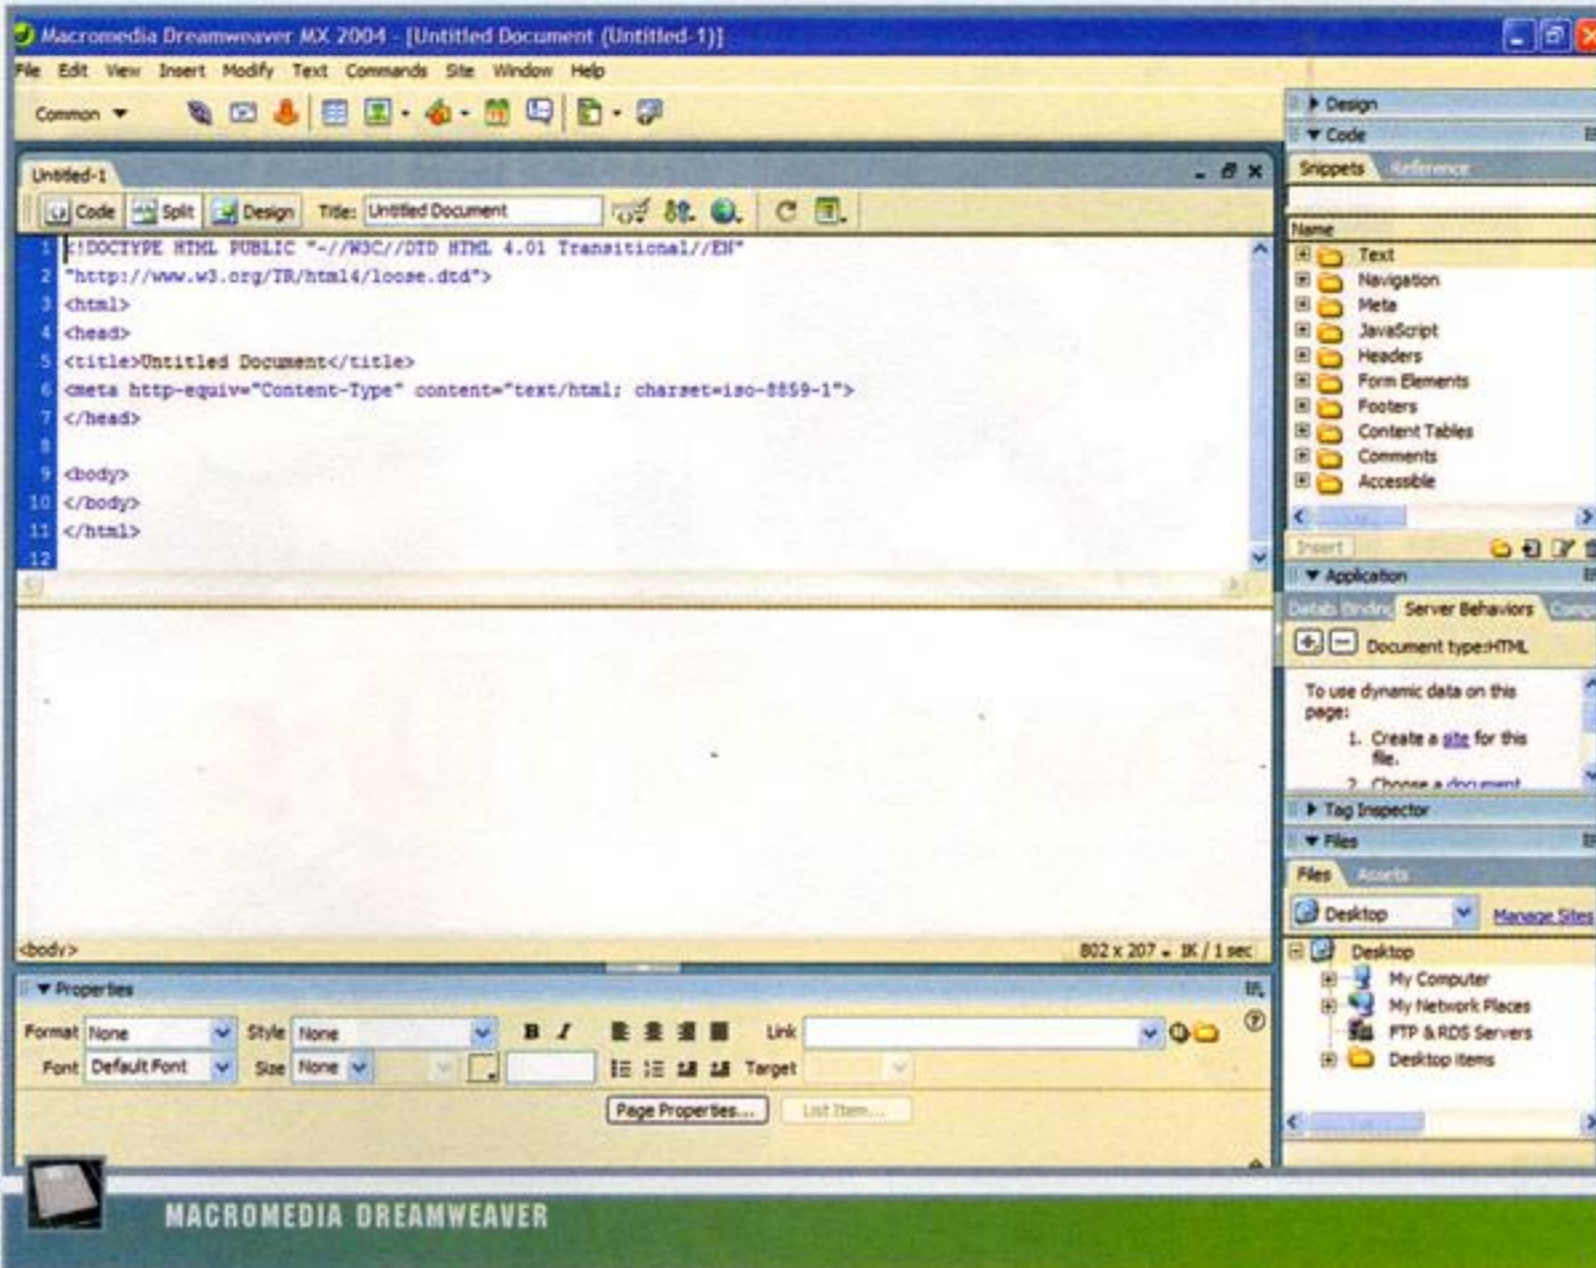 Macromedia Dreamweaver MX 2004 - [Untitled Document (Untitled-1)]
File Edit View Insert Modify Text Commands Site Window Help
Common
Untitled-1
Code Split Design Title: Untitled Document
1 <!DOCTYPE HTML PUBLIC "-//W3C//DTD HTML 4.01 Transitional//EN"
2 "http://www.w3.org/TR/html4/loose.dtd">
3 <html>
4 <head>
5 <title>Untitled Document</title>
6 <meta http-equiv="Content-Type" content="text/html; charset=iso-8859-1">
7 </head>
8
9 <body>
10 </body>
11 </html>
12
<body>
802 x 207 1K / 1 sec
Properties
Format None Style None B I Link
Font Default Font Size None Target
Page Properties... List Item...
Design
Code
Snippets Reference
Name
Text
Navigation
Meta
JavaScript
Headers
Form Elements
Footers
Content Tables
Comments
Accessible
Insert
Application
Datab Binding Server Behaviors Comp
Document type:HTML
To use dynamic data on this
page:
1. Create a site for this
file.
2. Choose a document
Tag Inspector
Files
Files Assets
Desktop Manage Sites
Desktop
My Computer
My Network Places
FTP & RDS Servers
Desktop items
MACROMEDIA DREAMWEAVER